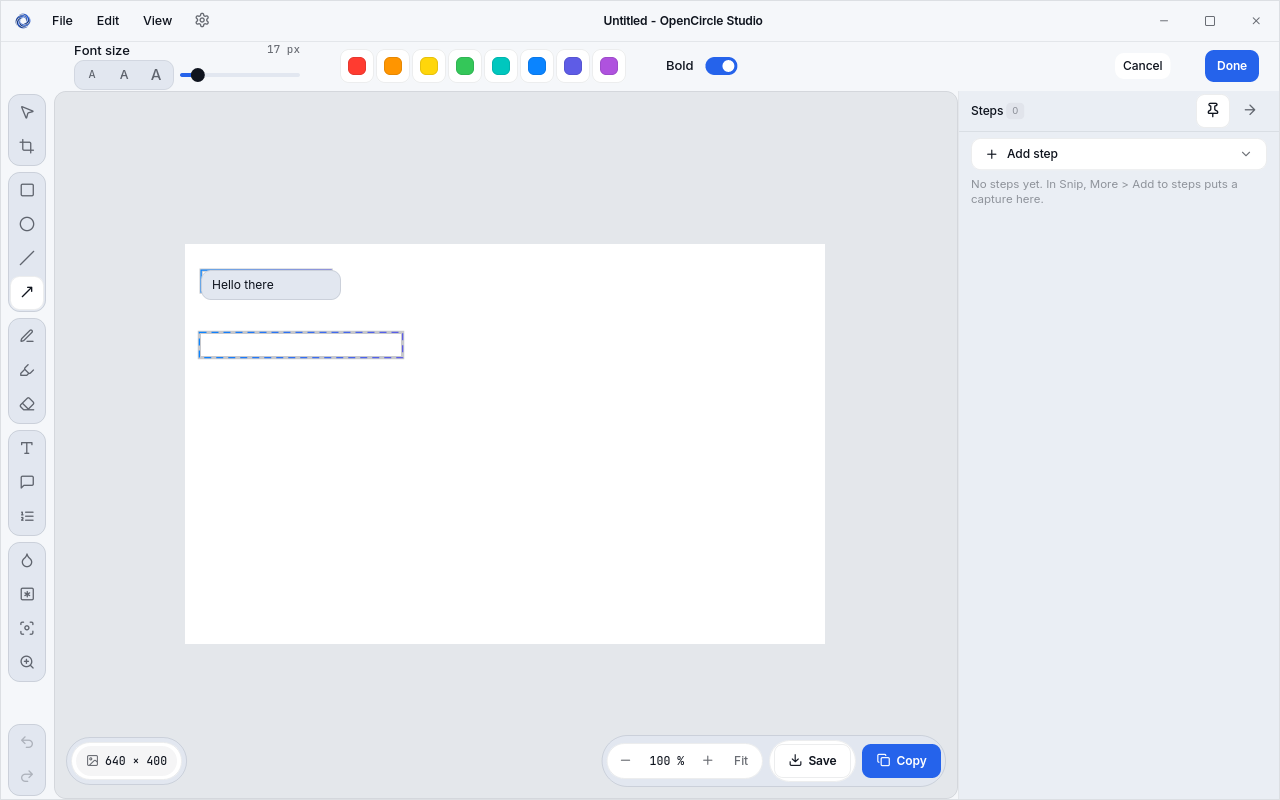 File Edit View Untitled - OpenCircle Studio
Font size 17 px
A A A Bold Cancel Done
Steps 0
Add step
No steps yet. In Snip, More > Add to steps puts a
capture here.
Hello there
640 × 400 100 % Fit Save Copy